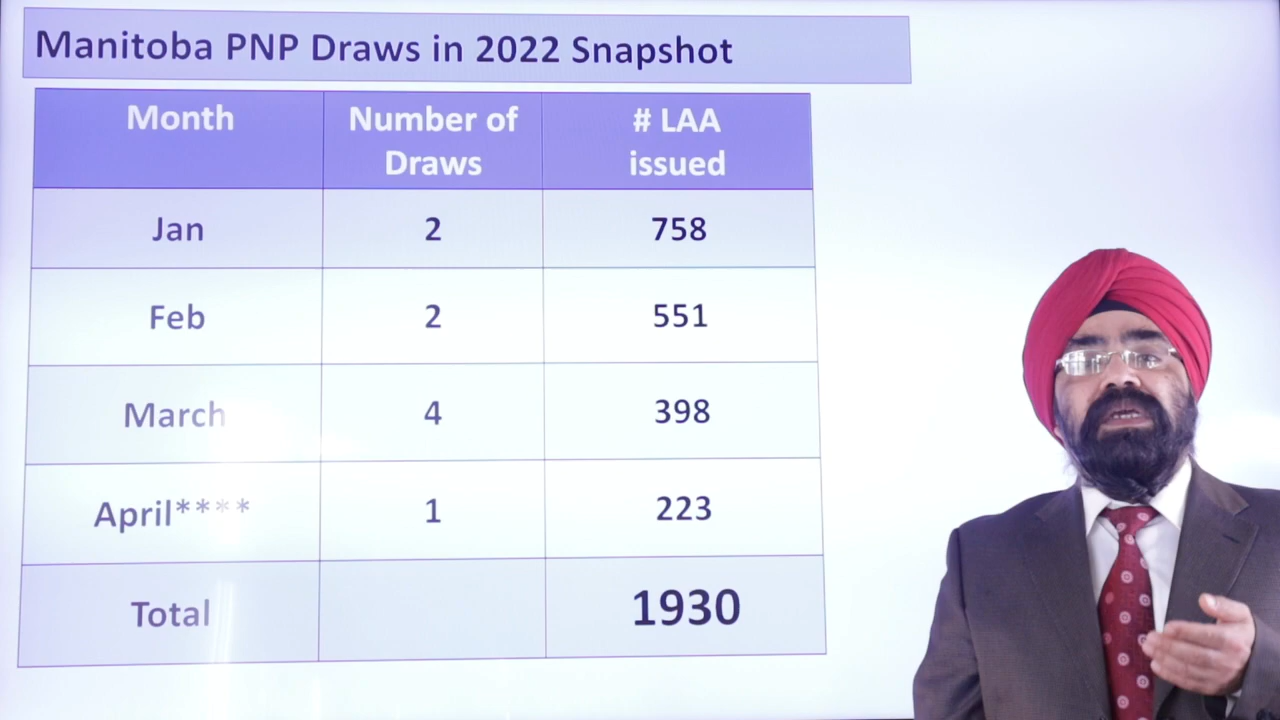 Manitoba PNP Draws in 2022 Snapshot
Month Number of Draws # LAA issued
Jan 2 758
Feb 2 551
March 4 398
April**** 1 223
Total 1930